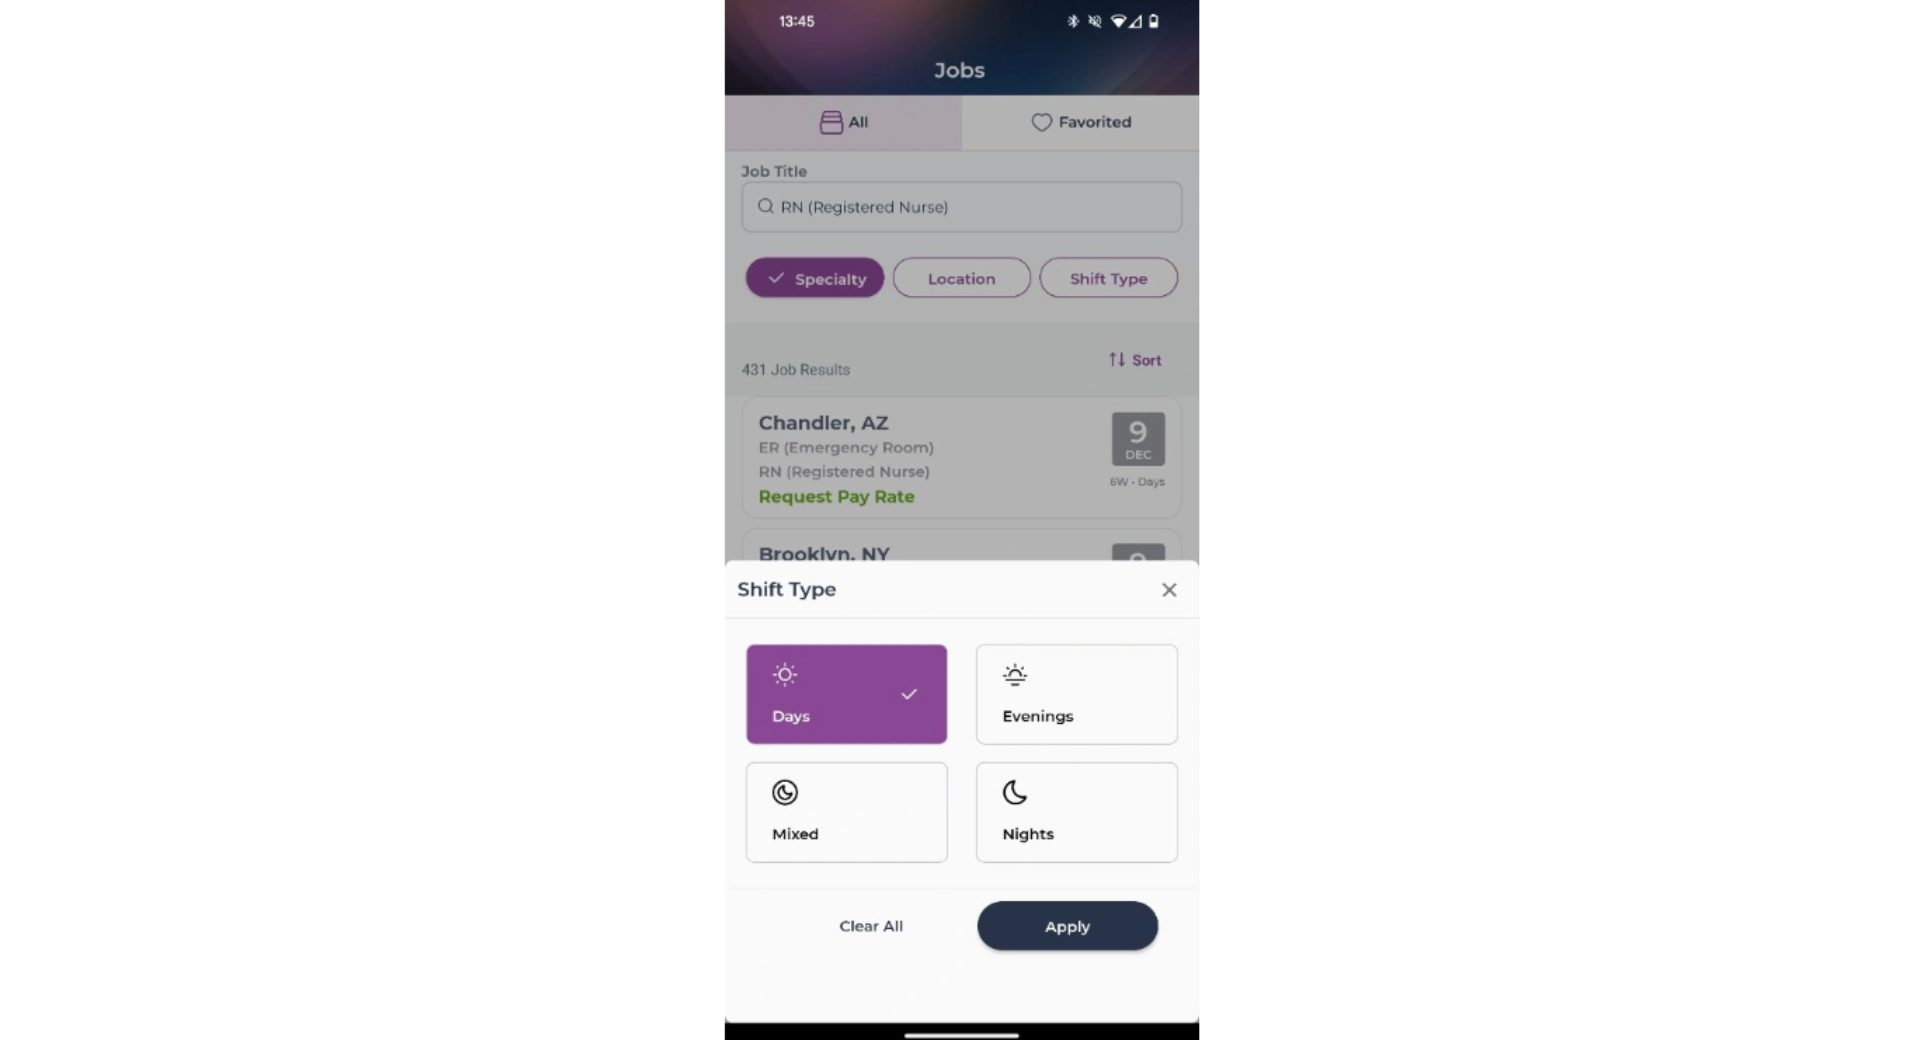 13:45
Jobs
All
Favorited
Job Title
RN (Registered Nurse)
Specialty
Location
Shift Type
431 Job Results
Sort
Chandler, AZ
ER (Emergency Room)
RN (Registered Nurse)
Request Pay Rate
9
DEC
6W - Days
Brooklyn, NY
Shift Type
Days
Evenings
Mixed
Nights
Clear All
Apply